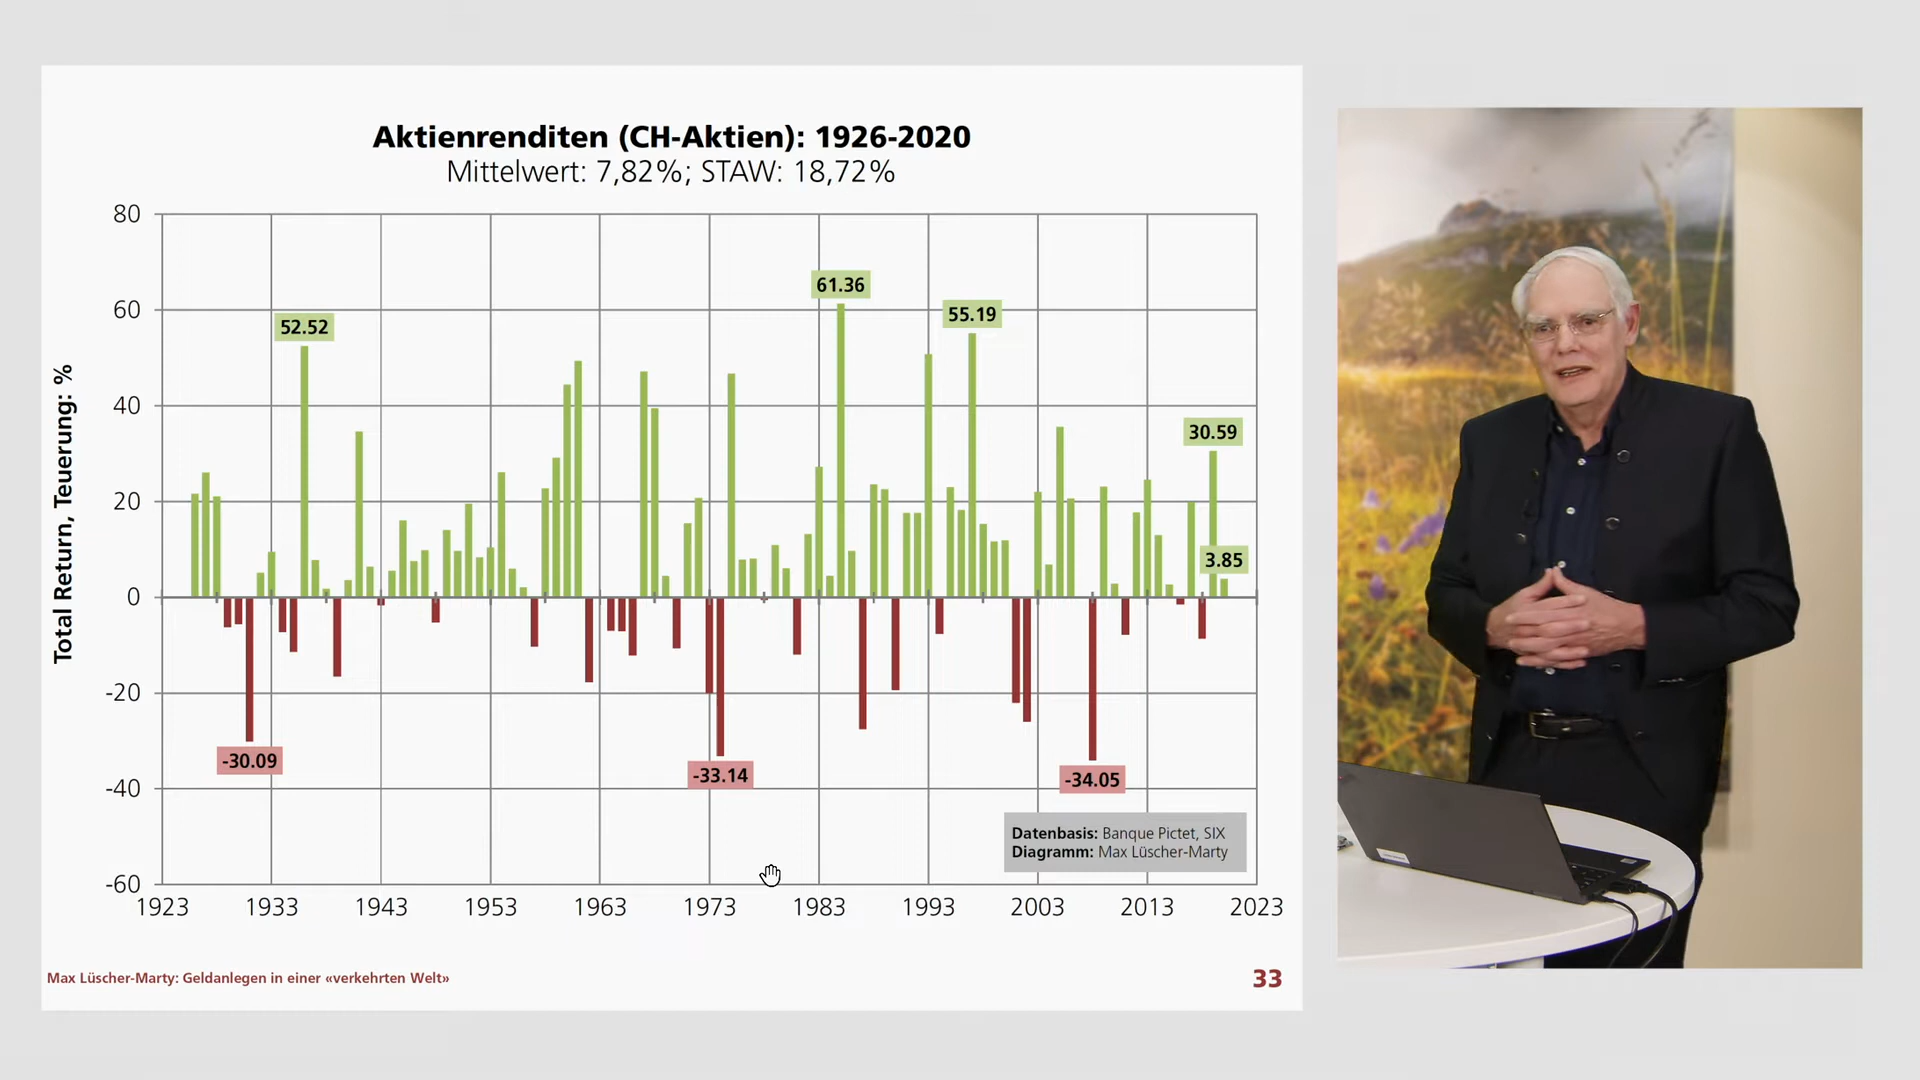 Aktienrenditen (CH-Aktien): 1926-2020
Mittelwert: 7,82%; STAW: 18,72%
Total Return, Teuerung: %
80
60
40
20
0
-20
-40
-60
52.52
61.36
55.19
30.59
3.85
-30.09
-33.14
-34.05
Datenbasis: Banque Pictet, SIX
Diagramm: Max Lüscher-Marty
1923 1933 1943 1953 1963 1973 1983 1993 2003 2013 2023
Max Lüscher-Marty: Geldanlegen in einer «verkehrten Welt»
33